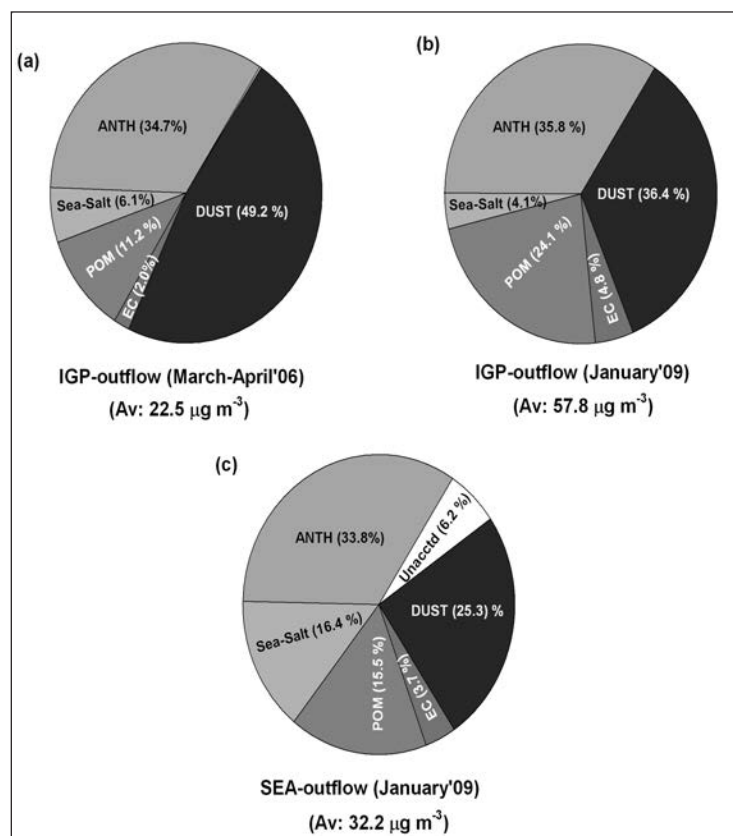 (a)
ANTH (34.7%)
Sea-Salt (6.1%)
DUST (49.2 %)
POM (11.2 %)
EC (2.0%)
IGP-outflow (March-April'06)
(Av: 22.5 μg m⁻³)
(b)
ANTH (35.8 %)
Sea-Salt (4.1%)
DUST (36.4 %)
POM (24.1 %)
EC (4.8 %)
IGP-outflow (January'09)
(Av: 57.8 μg m⁻³)
(c)
ANTH (33.8%)
Unacctd (6.2 %)
Sea-Salt (16.4 %)
DUST (25.3) %
POM (15.5 %)
EC (3.7 %)
SEA-outflow (January'09)
(Av: 32.2 μg m⁻³)